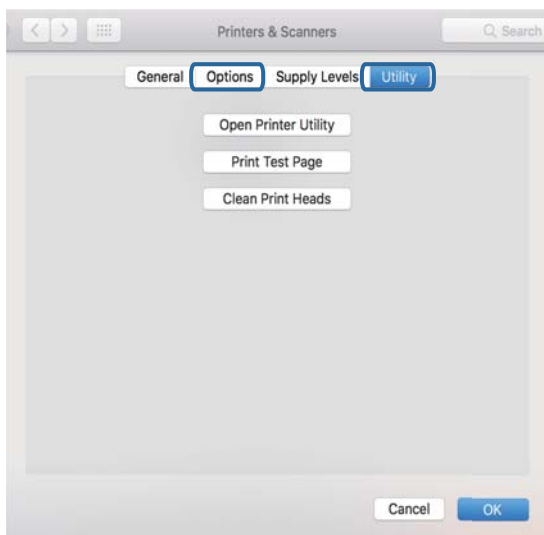 Printers & Scanners
Search
General Options Supply Levels Utility
Open Printer Utility
Print Test Page
Clean Print Heads
Cancel OK